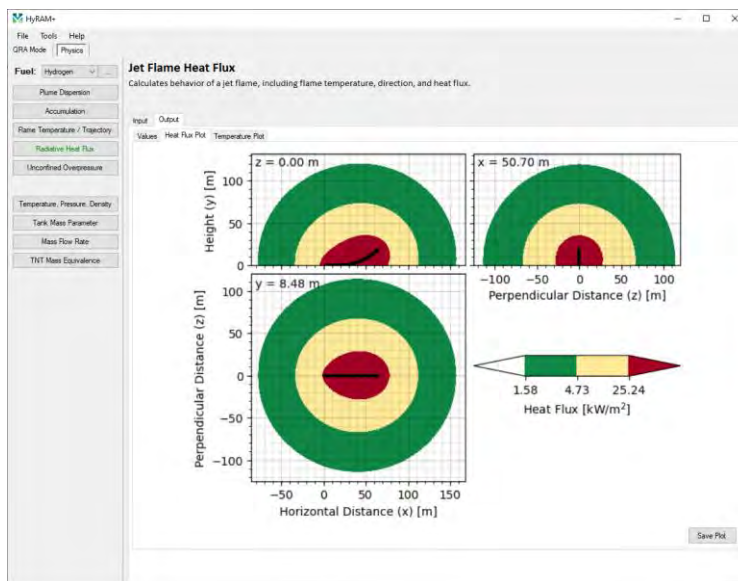 HyRAM+
File Tools Help
QRA Mode Physics
Fuel: Hydrogen ...
Plume Dispersion
Accumulation
Flame Temperature / Trajectory
Radiative Heat Flux
Unconfined Overpressure
Temperature, Pressure, Density
Tank Mass Parameter
Mass Flow Rate
TNT Mass Equivalence
Jet Flame Heat Flux
Calculates behavior of a jet flame, including flame temperature, direction, and heat flux.
Input Output
Values Heat Flux Plot Temperature Plot
z = 0.00 m
100
50
0
Height (y) [m]
x = 50.70 m
100
50
0
−100 −50 0 50 100
Perpendicular Distance (z) [m]
y = 8.48 m
100
50
0
−50
−100
Perpendicular Distance (z) [m]
−50 0 50 100 150
Horizontal Distance (x) [m]
1.58 4.73 25.24
Heat Flux [kW/m²]
Save Plot